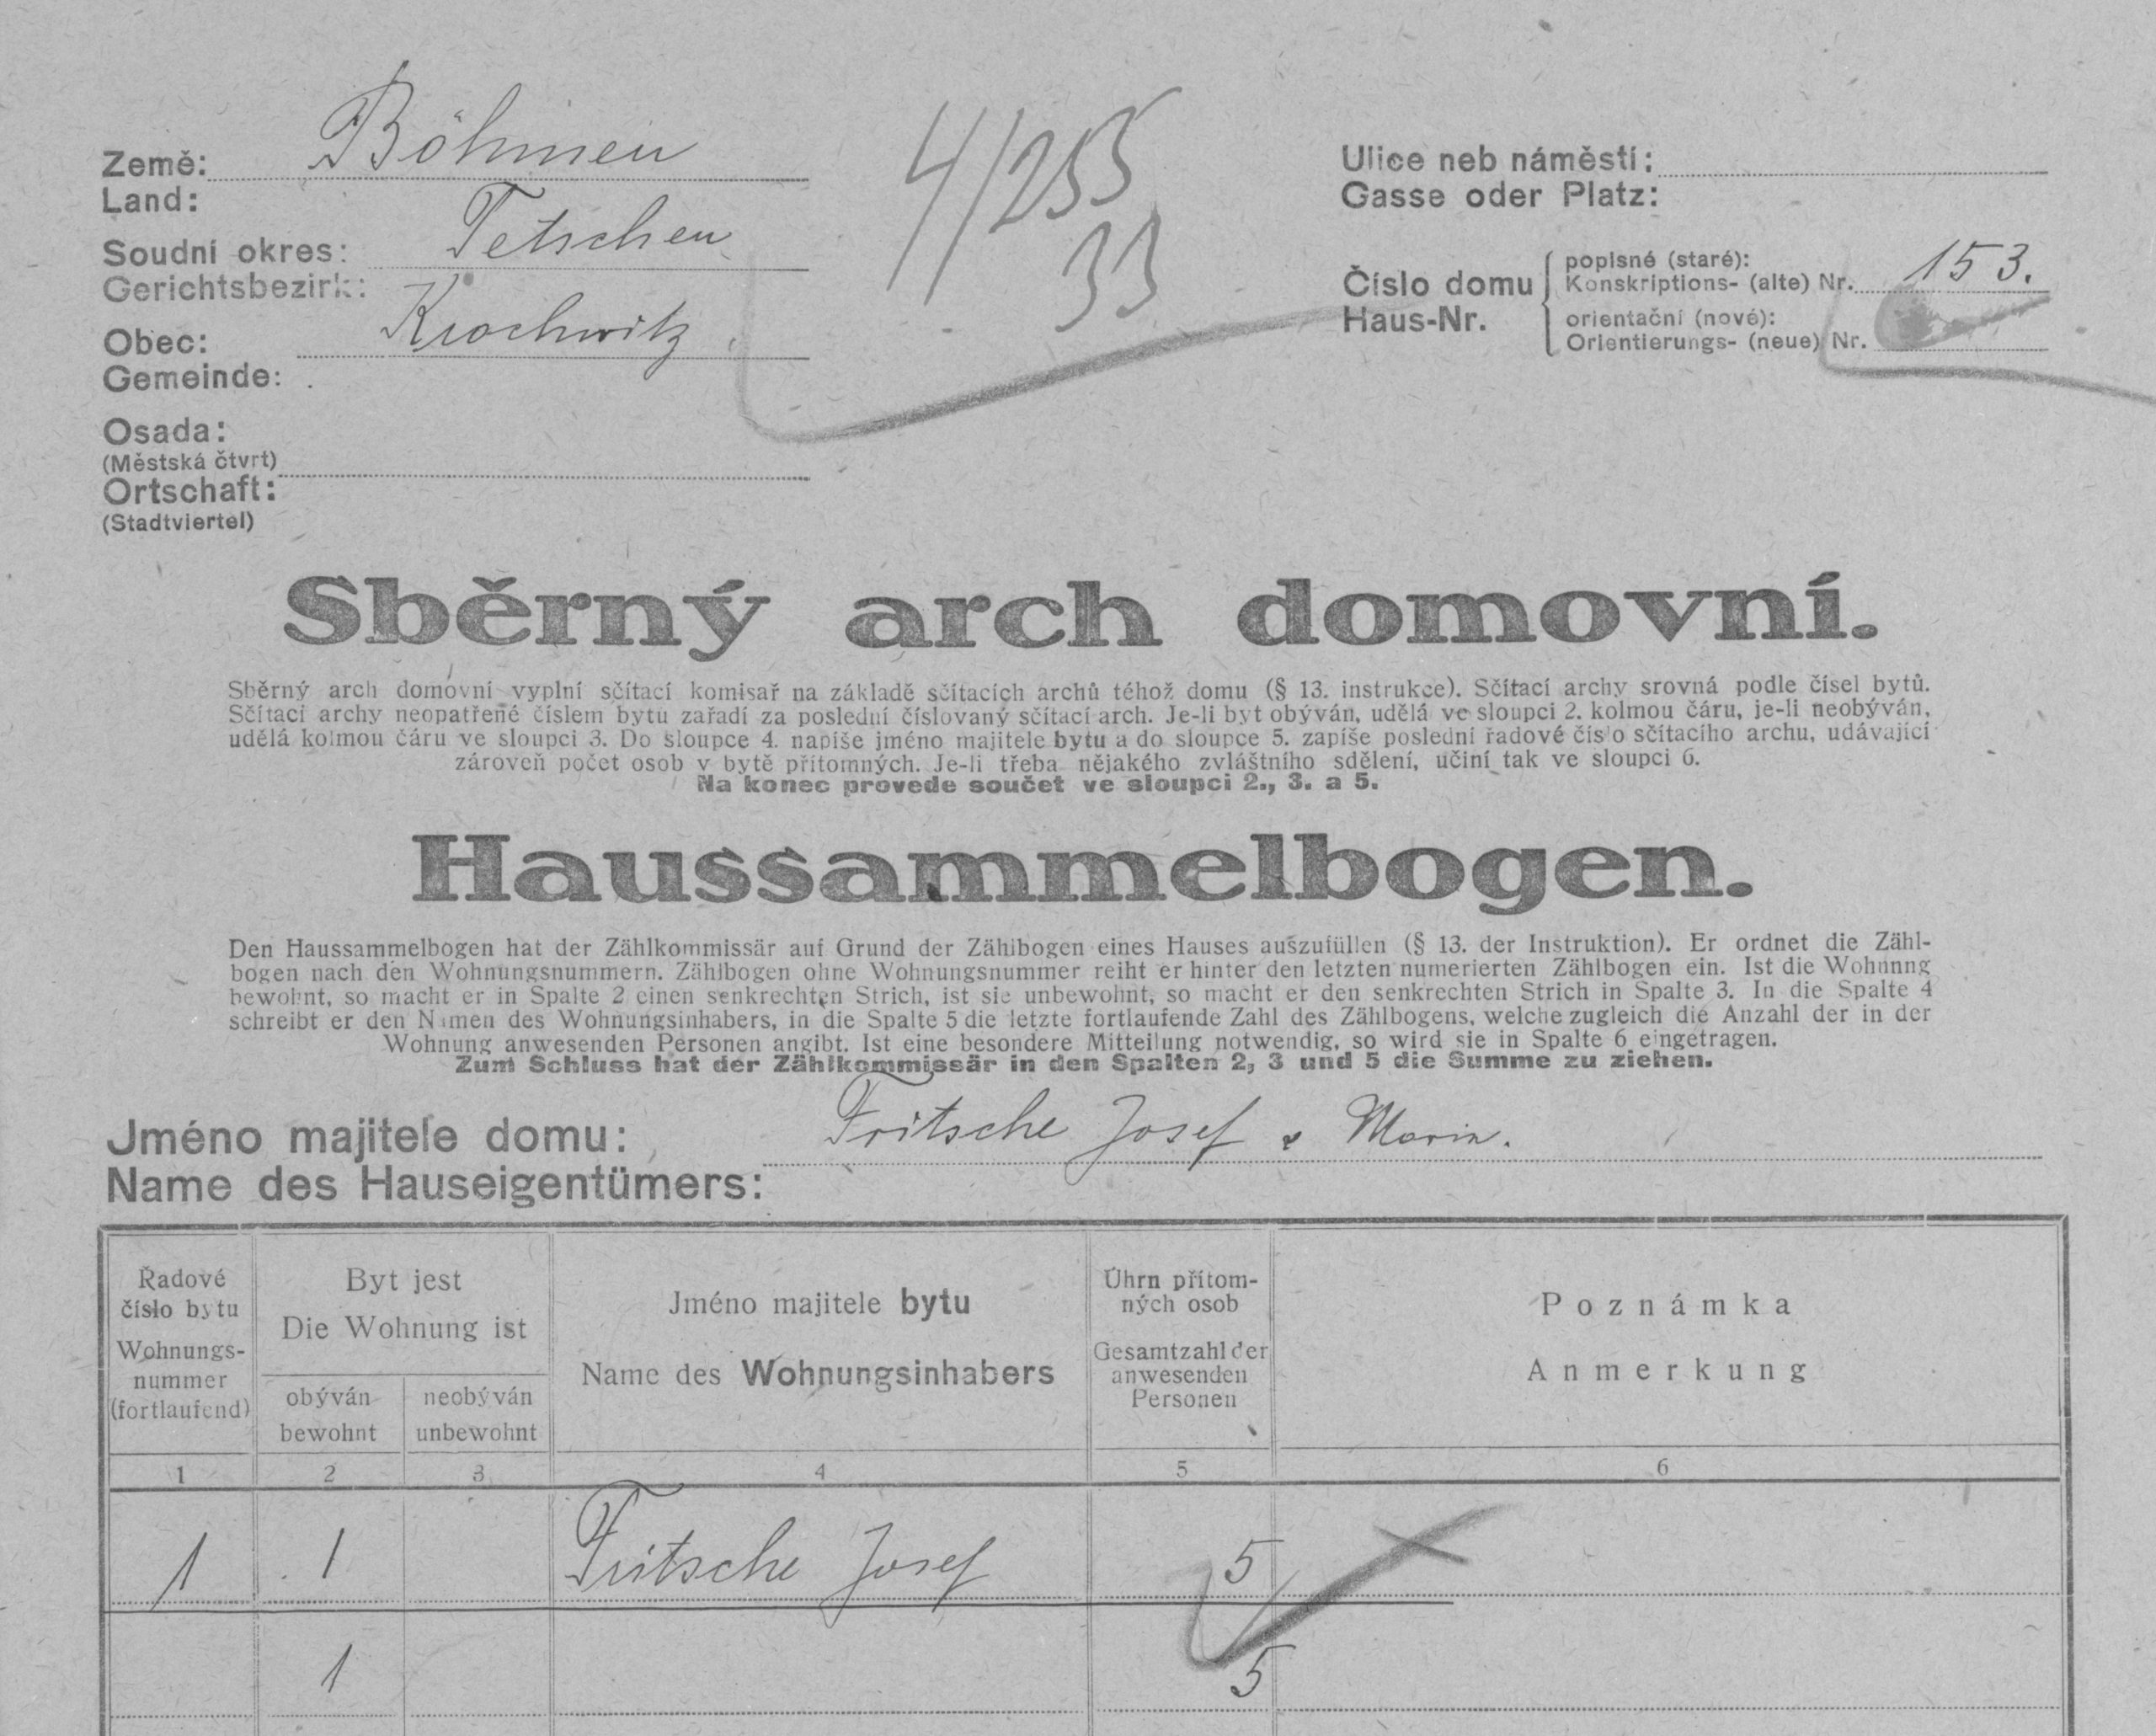 Země: Böhmen
Land:
Soudní okres: Tetschen
Gerichtsbezirk:
Obec: Krochwitz
Gemeinde:
Osada:
(Městská čtvrt)
Ortschaft:
(Stadtviertel)
4/255
33
Ulice neb náměstí:
Gasse oder Platz:
Číslo domu
Haus-Nr.
popisné (staré):
Konskriptions- (alte) Nr. 153.
orientační (nové):
Orientierungs- (neue) Nr.
Sběrný arch domovní.
Sběrný arch domovní vyplní sčítací komisař na základě sčítacích archů téhož domu (§ 13. instrukce). Sčítací archy srovná podle čísel bytů.
Sčítací archy neopatřené číslem bytu zařadí za poslední číslovaný sčítací arch. Je-li byt obýván, udělá ve sloupci 2. kolmou čáru, je-li neobýván,
udělá kolmou čáru ve sloupci 3. Do sloupce 4. napíše jméno majitele bytu a do sloupce 5. zapíše poslední řadové číslo sčítacího archu, udávající
zároveň počet osob v bytě přítomných. Je-li třeba nějakého zvláštního sdělení, učiní tak ve sloupci 6.
Na konec provede součet ve sloupci 2., 3. a 5.
Haussammelbogen.
Den Haussammelbogen hat der Zählkommissär auf Grund der Zählbogen eines Hauses auszufüllen (§ 13. der Instruktion). Er ordnet die Zähl-
bogen nach den Wohnungsnummern. Zählbogen ohne Wohnungsnummer reiht er hinter den letzten numerierten Zählbogen ein. Ist die Wohnnng
bewohnt, so macht er in Spalte 2 einen senkrechten Strich, ist sie unbewohnt, so macht er den senkrechten Strich in Spalte 3. In die Spalte 4
schreibt er den Namen des Wohnungsinhabers, in die Spalte 5 die letzte fortlaufende Zahl des Zählbogens, welche zugleich die Anzahl der in der
Wohnung anwesenden Personen angibt. Ist eine besondere Mitteilung notwendig, so wird sie in Spalte 6 eingetragen.
Zum Schluss hat der Zählkommissär in den Spalten 2, 3 und 5 die Summe zu ziehen.
Jméno majitele domu: Fritsche Josef & Marie.
Name des Hauseigentümers:
Řadové
číslo bytu
Wohnungs-
nummer
(fortlaufend)
Byt jest
Die Wohnung ist
obýván
bewohnt
neobýván
unbewohnt
Jméno majitele bytu
Name des Wohnungsinhabers
Úhrn přítom-
ných osob
Gesamtzahl der
anwesenden
Personen
Poznámka
Anmerkung
1 2 3 4 5 6
1 1 Fritsche Josef 5
1 5